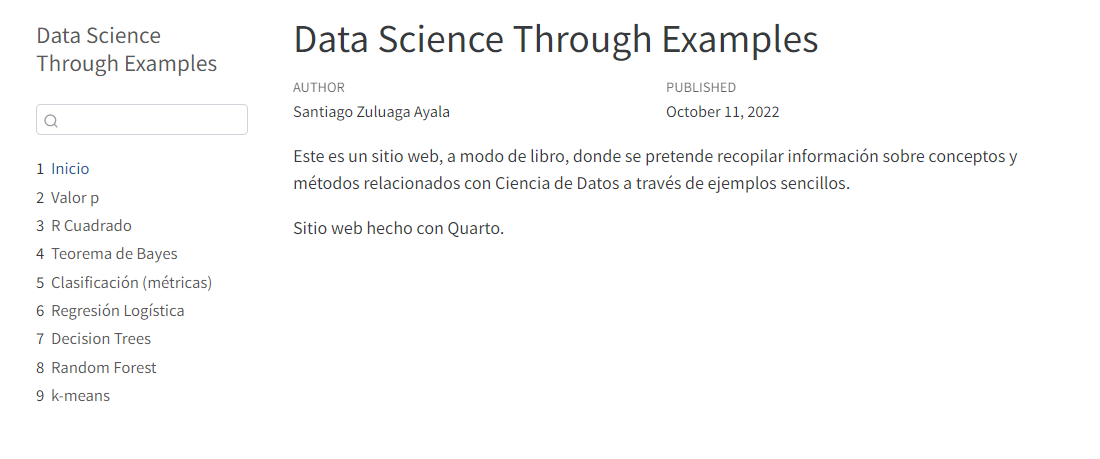 Data Science
Through Examples
1 Inicio
2 Valor p
3 R Cuadrado
4 Teorema de Bayes
5 Clasificación (métricas)
6 Regresión Logística
7 Decision Trees
8 Random Forest
9 k-means
Data Science Through Examples
AUTHOR
Santiago Zuluaga Ayala
PUBLISHED
October 11, 2022
Este es un sitio web, a modo de libro, donde se pretende recopilar información sobre conceptos y
métodos relacionados con Ciencia de Datos a través de ejemplos sencillos.
Sitio web hecho con Quarto.